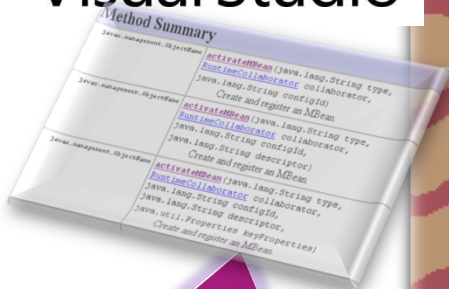 Visual Studio
Method Summary
javax.management.ObjectName
activateMBean(java.lang.String type,
RuntimeCollaborator collaborator,
java.lang.String configId)
Create and register an MBean.
javax.management.ObjectName
activateMBean(java.lang.String type,
RuntimeCollaborator collaborator,
java.lang.String configId,
java.lang.String descriptor)
Create and register an MBean.
javax.management.ObjectName
activateMBean(java.lang.String type,
RuntimeCollaborator collaborator,
java.lang.String configId,
java.lang.String descriptor,
java.util.Properties keyProperties)
Create and register an MBean.